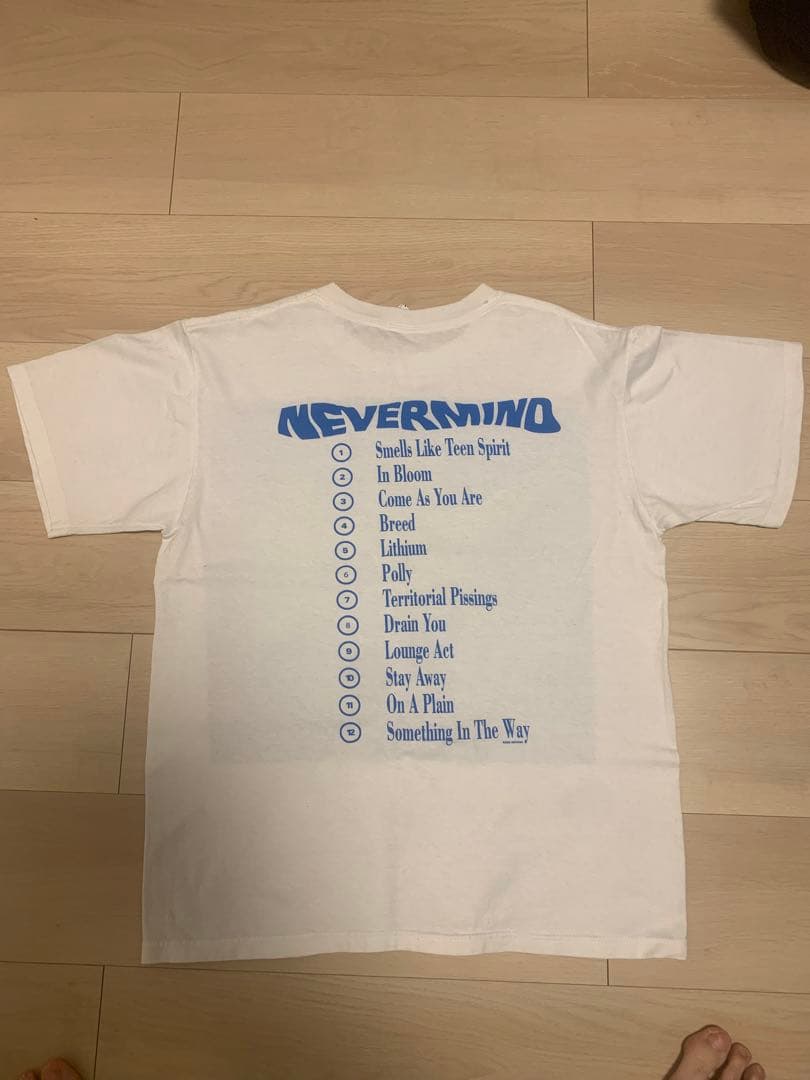 NEVERMIND
1 Smells Like Teen Spirit
2 In Bloom
3 Come As You Are
4 Breed
5 Lithium
6 Polly
7 Territorial Pissings
8 Drain You
9 Lounge Act
10 Stay Away
11 On A Plain
12 Something In The Way